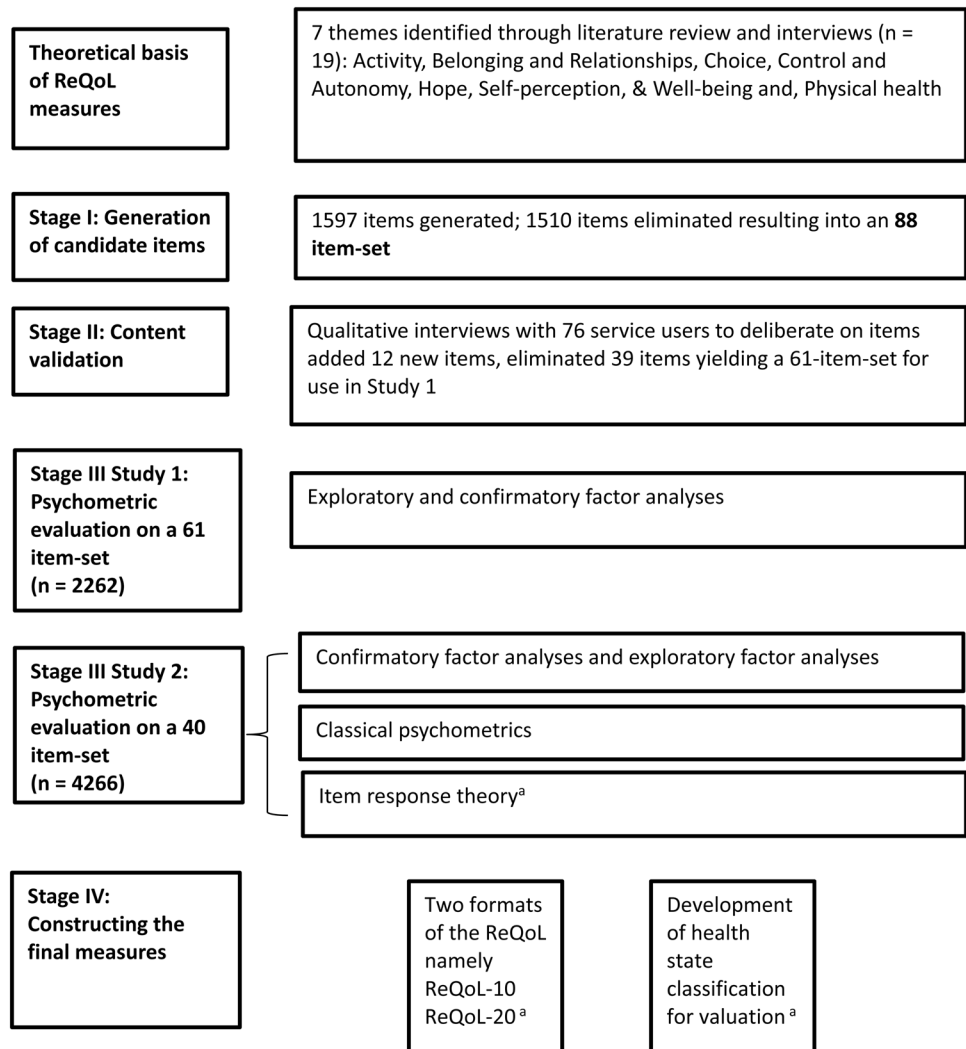 Theoretical basis
of ReQoL
measures
7 themes identified through literature review and interviews (n =
19): Activity, Belonging and Relationships, Choice, Control and
Autonomy, Hope, Self-perception, & Well-being and, Physical health
Stage I: Generation
of candidate items
1597 items generated; 1510 items eliminated resulting into an 88
item-set
Stage II: Content
validation
Qualitative interviews with 76 service users to deliberate on items
added 12 new items, eliminated 39 items yielding a 61-item-set for
use in Study 1
Stage III Study 1:
Psychometric
evaluation on a 61
item-set
(n = 2262)
Exploratory and confirmatory factor analyses
Stage III Study 2:
Psychometric
evaluation on a 40
item-set
(n = 4266)
Confirmatory factor analyses and exploratory factor analyses
Classical psychometrics
Item response theoryª
Stage IV:
Constructing the
final measures
Two formats
of the ReQoL
namely
ReQoL-10
ReQoL-20 ª
Development
of health
state
classification
for valuation ª